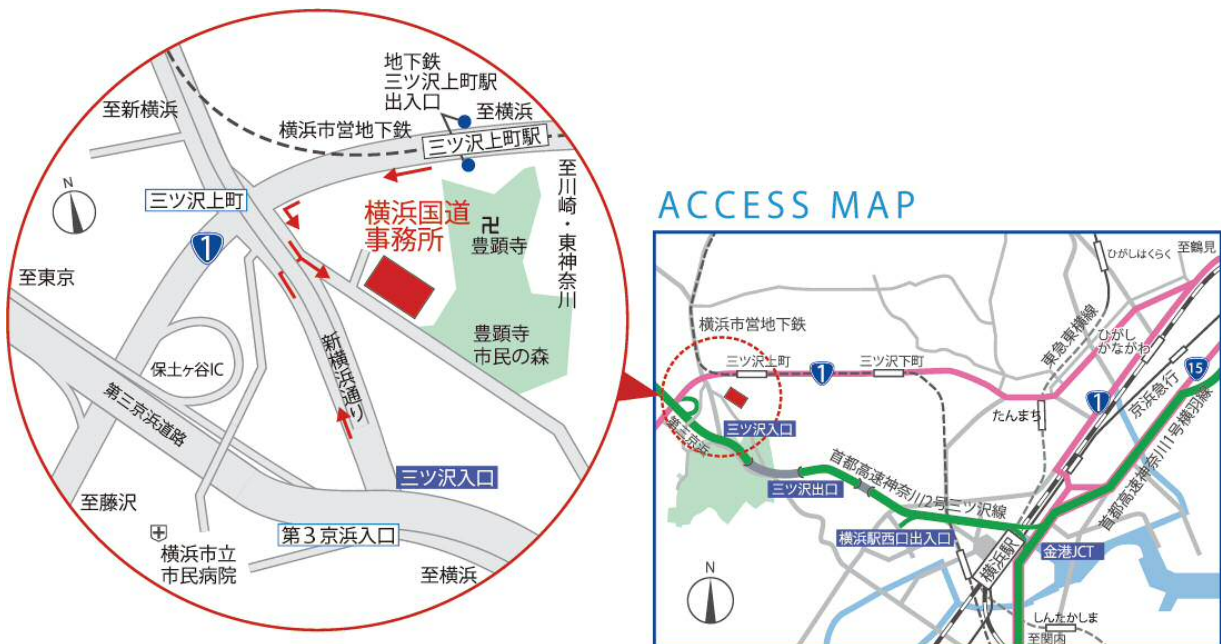 地下鉄
三ツ沢上町駅
出入口
至新横浜
至横浜
横浜市営地下鉄
三ツ沢上町駅
至川崎・東神奈川
N
三ツ沢上町
横浜国道
事務所
卍
豊顕寺
1
至東京
豊顕寺
市民の森
保土ヶ谷IC
新横浜通り
第三京浜道路
三ツ沢入口
至藤沢
第3京浜入口
横浜市立
市民病院
至横浜
ACCESS MAP
ひがしはくらく
至鶴見
横浜市営地下鉄
東急東横線
ひがし
かながわ
三ツ沢上町
1
三ツ沢下町
京浜急行
15
1
たんまち
三ツ沢入口
第三京浜
首都高速神奈川1号横羽線
首都高速神奈川2号三ツ沢線
三ツ沢出口
横浜駅西口出入口
横浜駅
金港JCT
N
しんたかしま
至関内